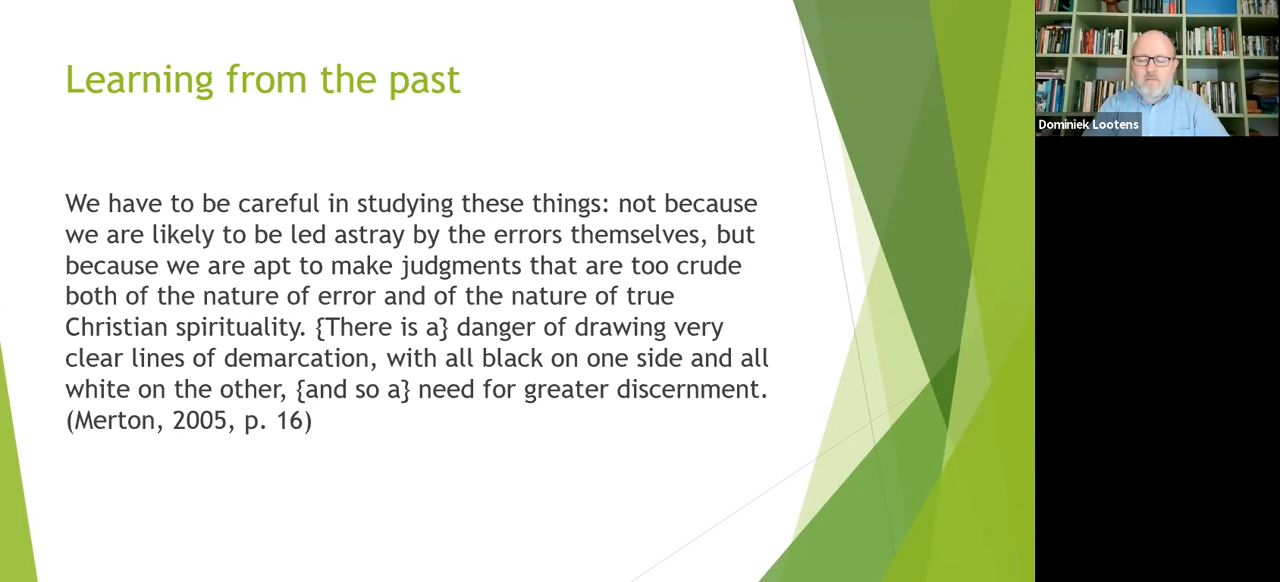 Learning from the past
We have to be careful in studying these things: not because
we are likely to be led astray by the errors themselves, but
because we are apt to make judgments that are too crude
both of the nature of error and of the nature of true
Christian spirituality. {There is a} danger of drawing very
clear lines of demarcation, with all black on one side and all
white on the other, {and so a} need for greater discernment.
(Merton, 2005, p. 16)
Dominiek Lootens